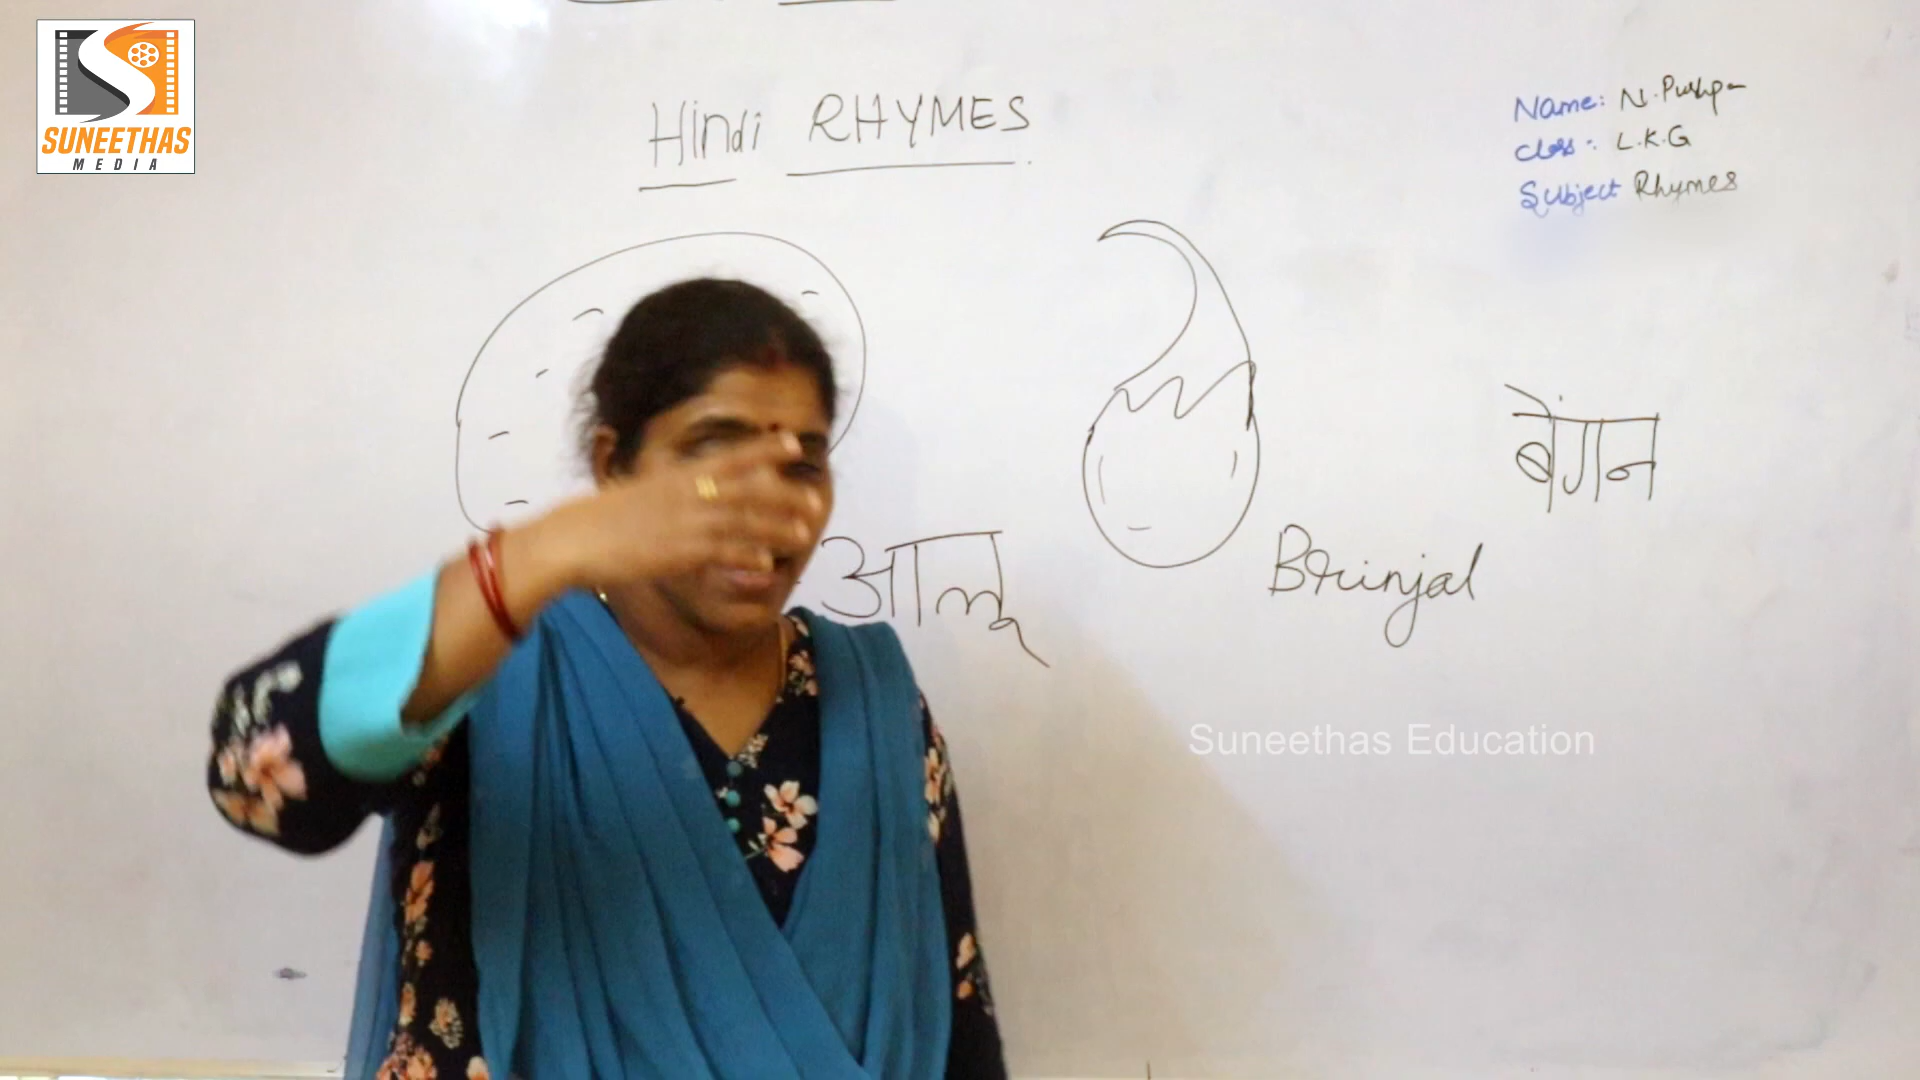 SUNEETHAS
MEDIA
Hindi RHYMES
Name: N. Pushpa
Class: L.K.G
Subject Rhymes
आलू
Brinjal
बैंगन
Suneethas Education